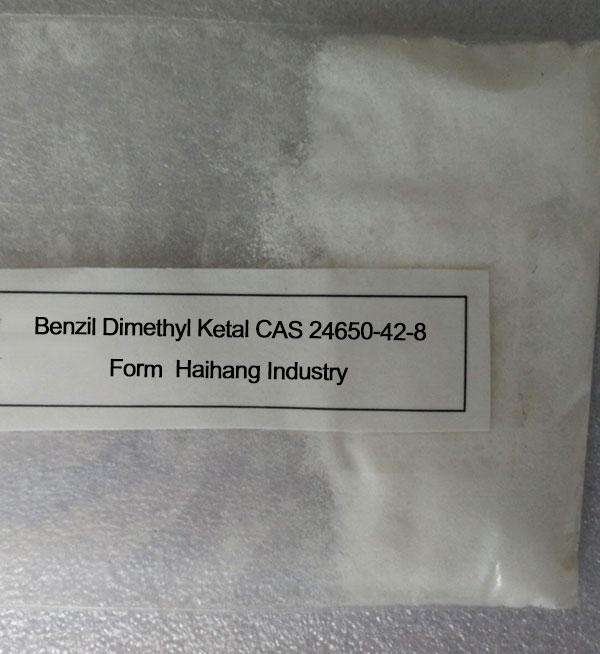 Benzil Dimethyl Ketal CAS 24650-42-8
Form Haihang Industry